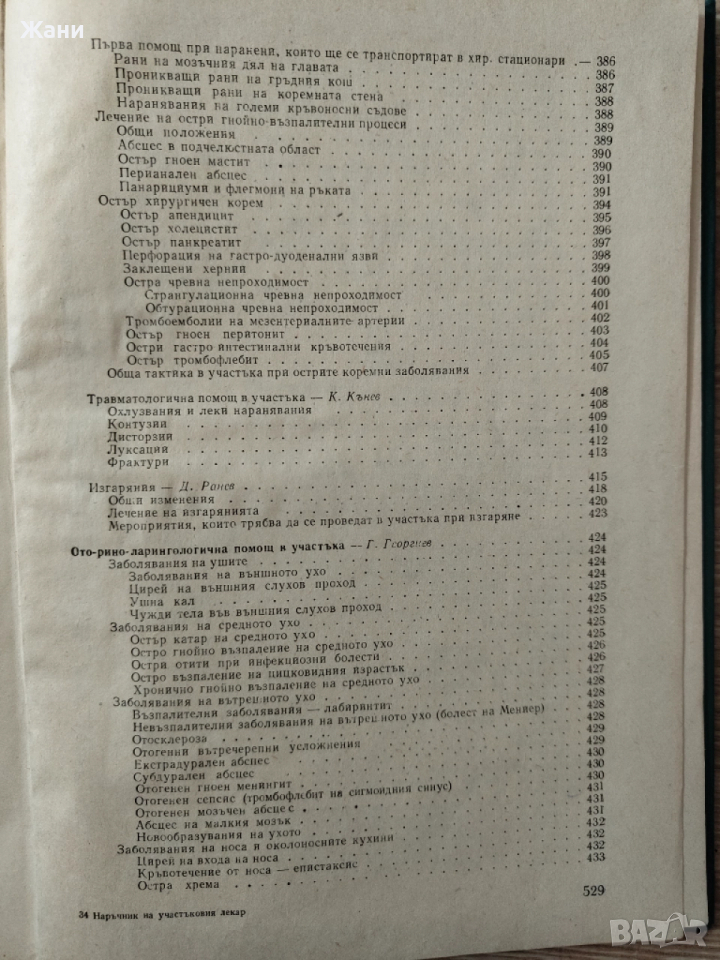 Жани
Първа помощ при наранени, които ще се транспортират в хир. стационари . — 386
Рани на мозъчния дял на главата . . . 386
Проникващи рани на гръдния кош . . . 387
Проникващи рани на коремната стена . . . 388
Наранявания на големи кръвоносни съдове . . . 388
Лечение на остри гнойно-възпалителни процеси . . . 389
Общи положения . . . 389
Абсцес в подчелюстната област . . . 390
Остър гноен мастит . . . 390
Перианален абсцес . . . 391
Панарициуми и флегмони на ръката . . . 391
Остър хирургичен корем . . . 394
Остър апендицит . . . 395
Остър холецистит . . . 396
Остър панкреатит . . . 397
Перфорация на гастро-дуоденални язви . . . 398
Заклещени хернии . . . 399
Остра чревна непроходимост . . . 400
Странгулационна чревна непроходимост . . . 400
Обтурационна чревна непроходимост . . . 401
Тромбоемболии на мезентериалните артерии . . . 402
Остър гноен перитонит . . . 403
Остри гастро интестинални кръвотечения . . . 404
Остър тромбофлебит . . . 405
Обща тактика в участъка при острите коремни заболявания . . . 407
Травматологична помощ в участъка — К. Кънев . . . 408
Охлузвания и леки наранявания . . . 408
Контузии . . . 409
Дисторзии . . . 410
Луксации . . . 412
Фрактури . . . 413
Изгаряния — Д. Ранев . . . 415
Общи изменения . . . 418
Лечение на изгарянията . . . 420
Мероприятия, които трябва да се проведат в участъка при изгаряне . . . 423
Ото-рино-ларингологична помощ в участъка — Г. Георгиев . . . 424
Заболявания на ушите . . . 424
Заболявания на външното ухо . . . 424
Цирей на външния слухов проход . . . 424
Ушна кал . . . 425
Чужди тела във външния слухов проход . . . 425
Заболявания на средното ухо . . . 425
Остър катар на средното ухо . . . 425
Остро гнойно възпаление на средното ухо . . . 425
Остри отити при инфекциозни болести . . . 426
Остро възпаление на цицковидния израстък . . . 426
Хронично гнойно възпаление на средното ухо . . . 427
Заболявания на вътрешното ухо . . . 428
Възпалителни заболявания — лабиринтит . . . 428
Невъзпалителни заболявания на вътрешното ухо (болест на Мениер) . . . 428
Отосклероза . . . 429
Отогенни вътречерепни усложнения . . . 429
Екстрадурален абсцес . . . 430
Субдурален абсцес . . . 430
Отогенен гноен менингит . . . 430
Отогенен сепсис (тромбофлебит на сигмоидния синус) . . . 431
Отогенен мозъчен абсцес . . . 431
Абсцес на малкия мозък . . . 431
Новообразувания на ухото . . . 432
Заболявания на носа и околоносните кухини . . . 432
Цирей на входа на носа . . . 432
Кръвотечение от носа — епистаксис . . . 433
Остра хрема . . .
529
34 Наръчник на участъковия лекар
BAZAR